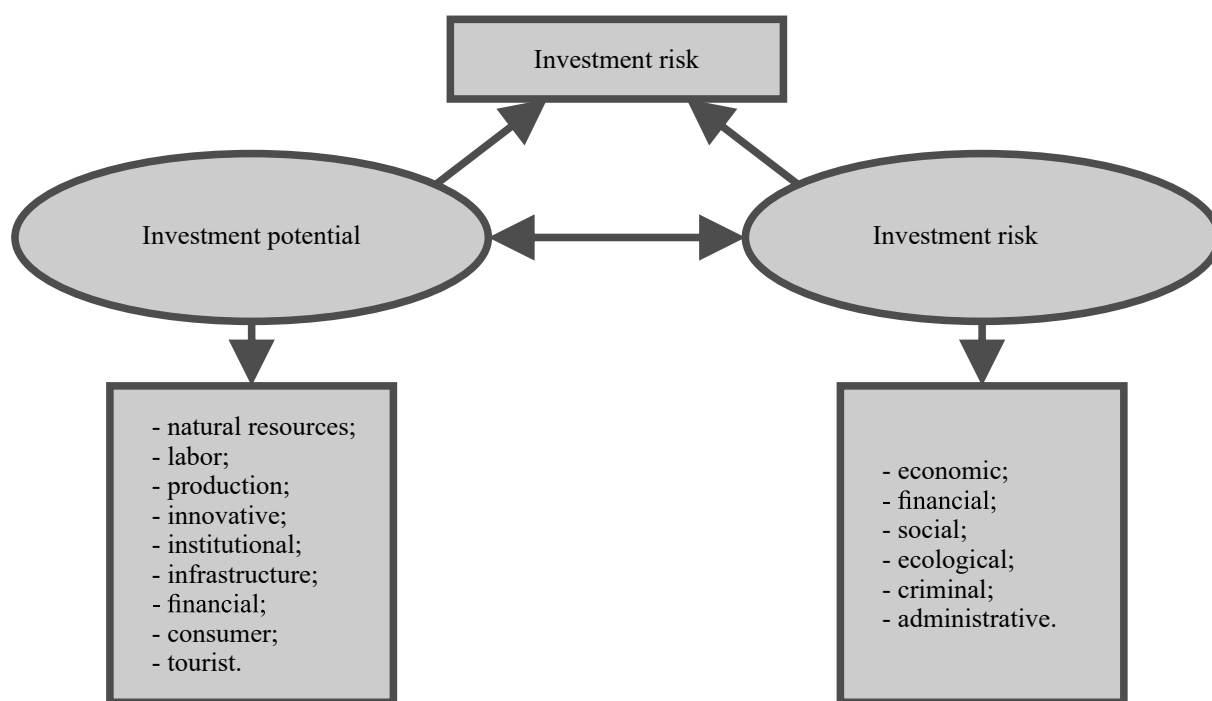 Investment risk
Investment potential
Investment risk
- natural resources;
- labor;
- production;
- innovative;
- institutional;
- infrastructure;
- financial;
- consumer;
- tourist.
- economic;
- financial;
- social;
- ecological;
- criminal;
- administrative.